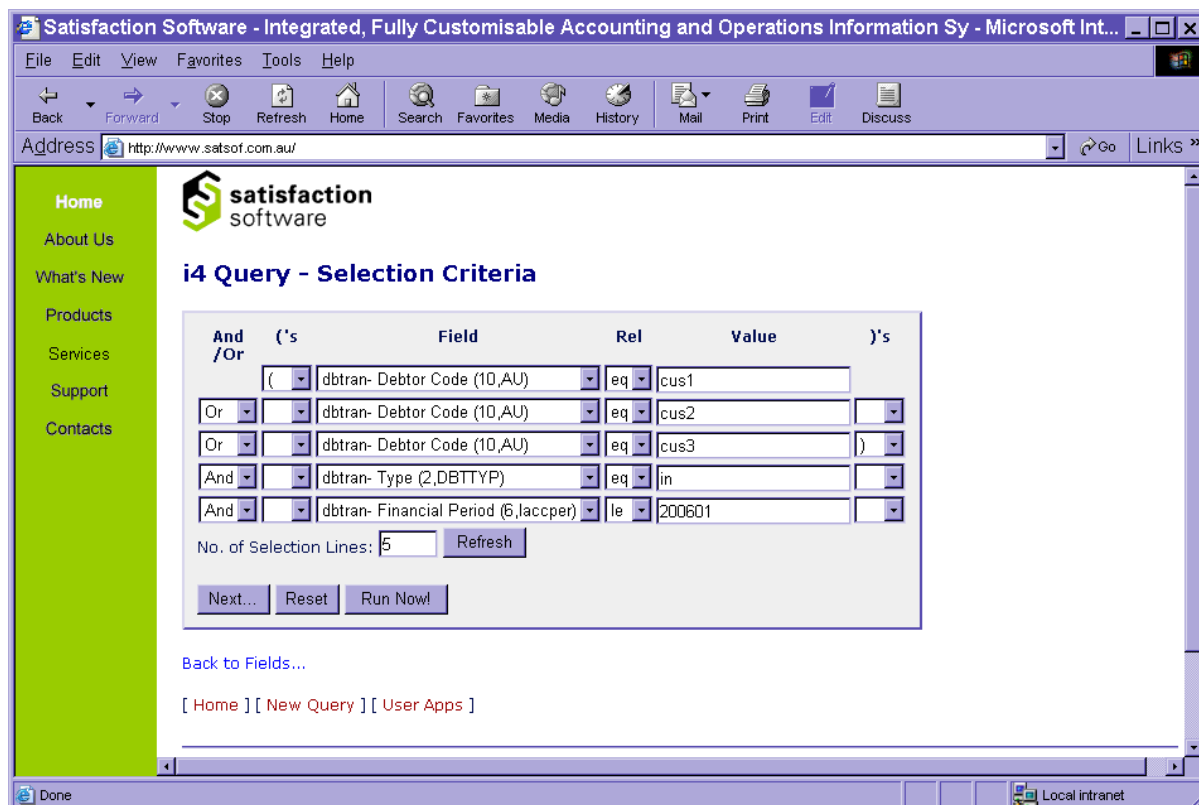 Satisfaction Software - Integrated, Fully Customisable Accounting and Operations Information Sy - Microsoft Int...
File Edit View Favorites Tools Help
Back Forward Stop Refresh Home Search Favorites Media History Mail Print Edit Discuss
Address http://www.satsof.com.au/ Go Links »
Home
About Us
What's New
Products
Services
Support
Contacts
satisfaction
software
i4 Query - Selection Criteria
And /Or ('s Field Rel Value )'s
( dbtran- Debtor Code (10,AU) eq cus1
Or dbtran- Debtor Code (10,AU) eq cus2
Or dbtran- Debtor Code (10,AU) eq cus3 )
And dbtran- Type (2,DBTTYP) eq in
And dbtran- Financial Period (6,laccper) le 200601
No. of Selection Lines: 5 Refresh
Next... Reset Run Now!
Back to Fields...
[ Home ] [ New Query ] [ User Apps ]
Done Local intranet